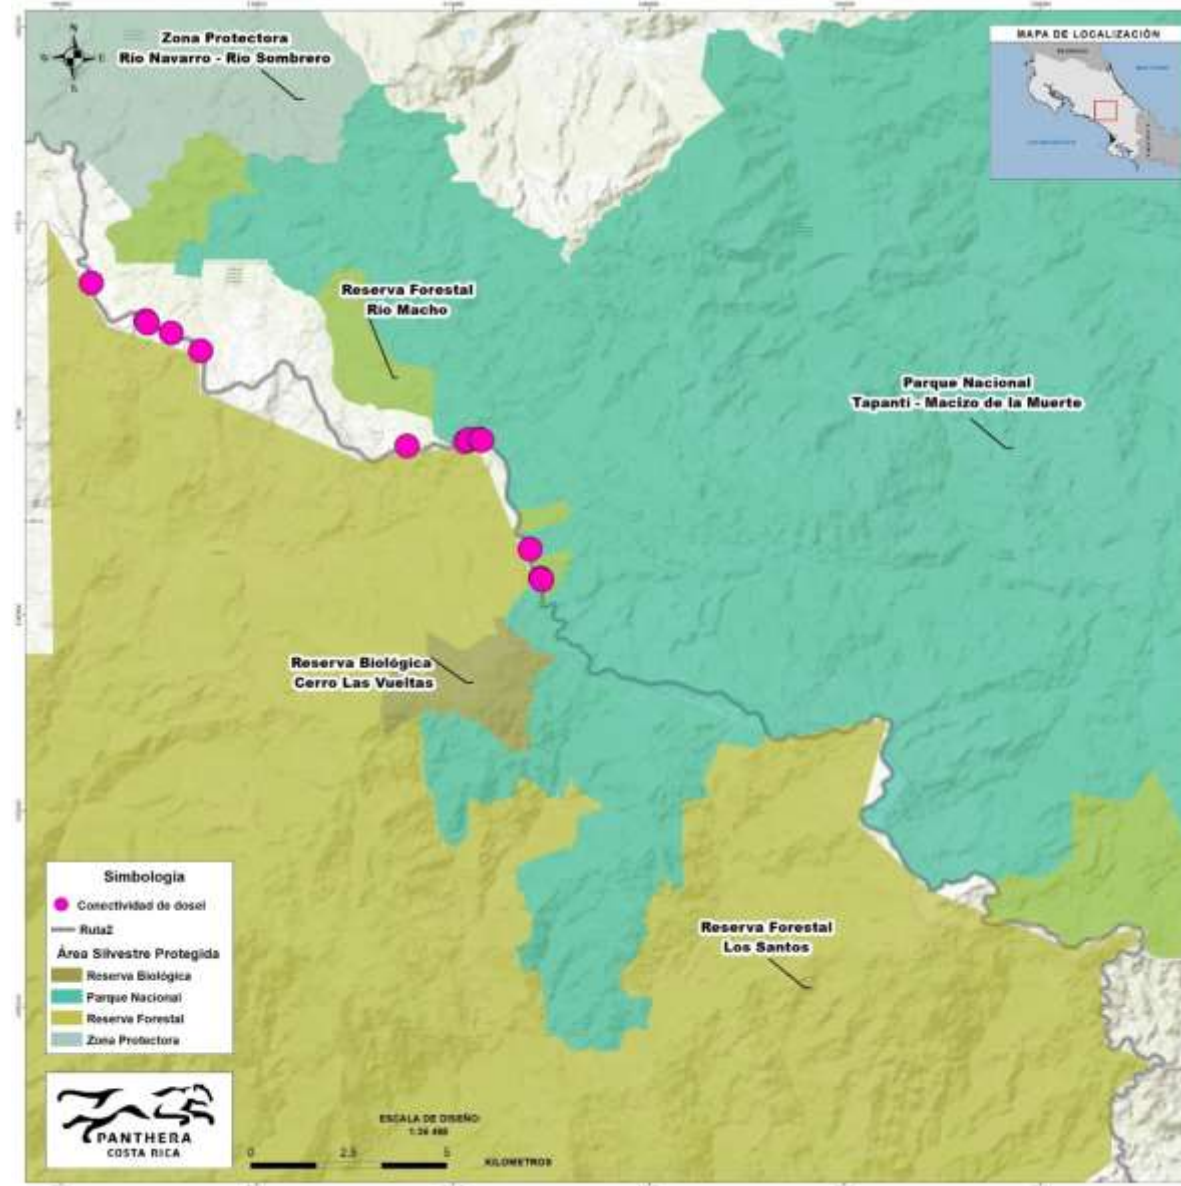 Zona Protectora
Río Navarro - Río Sombrero
MAPA DE LOCALIZACIÓN
Reserva Forestal
Río Macho
Parque Nacional
Tapantí - Macizo de la Muerte
Reserva Biológica
Cerro Las Vueltas
Reserva Forestal
Los Santos
Simbología
Conectividad de dosel
Ruta2
Área Silvestre Protegida
Reserva Biológica
Parque Nacional
Reserva Forestal
Zona Protectora
PANTHERA
COSTA RICA
ESCALA DE DISEÑO:
0 2.5 5
KILOMETROS